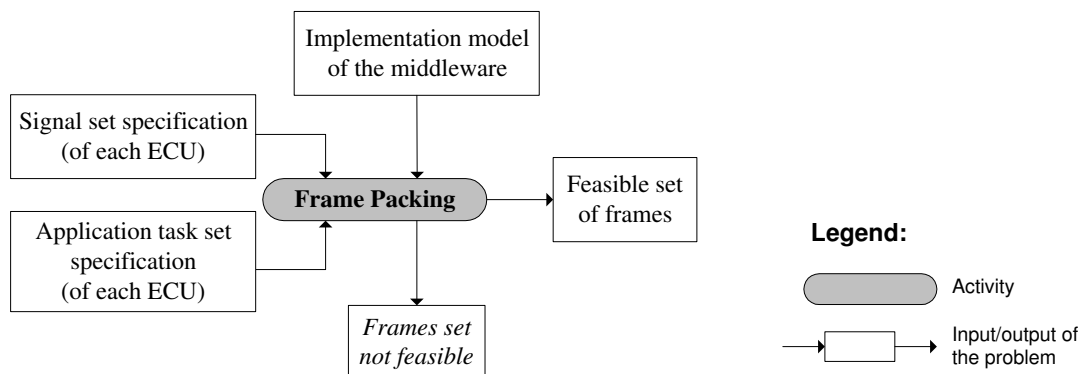 Implementation model
of the middleware
Signal set specification
(of each ECU)
Frame Packing
Feasible set
of frames
Application task set
specification
(of each ECU)
Frames set
not feasible
Legend:
Activity
Input/output of
the problem